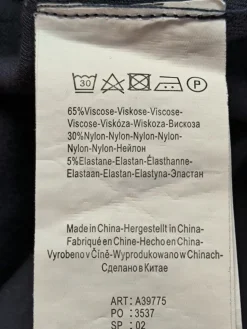 30
P
65%Viscose-Viskose-Viscose-
Viscose-Viskóza-Wiskoza-Вискоза
30%Nylon-Nylon-Nylon-Nylon-
Nylon-Nylon-Нейлон
5%Elastane-Elastan-Élasthanne-
Elastaan-Elastan-Elastyna-Эластан
Made in China-Hergestellt in China-
Fabriqué en Chine-Hecho en China-
Vyrobeno v Číně-Wyprodukowano w Chinach-
Сделано в Китае
ART: A39775
PO : 3537
SP : 02